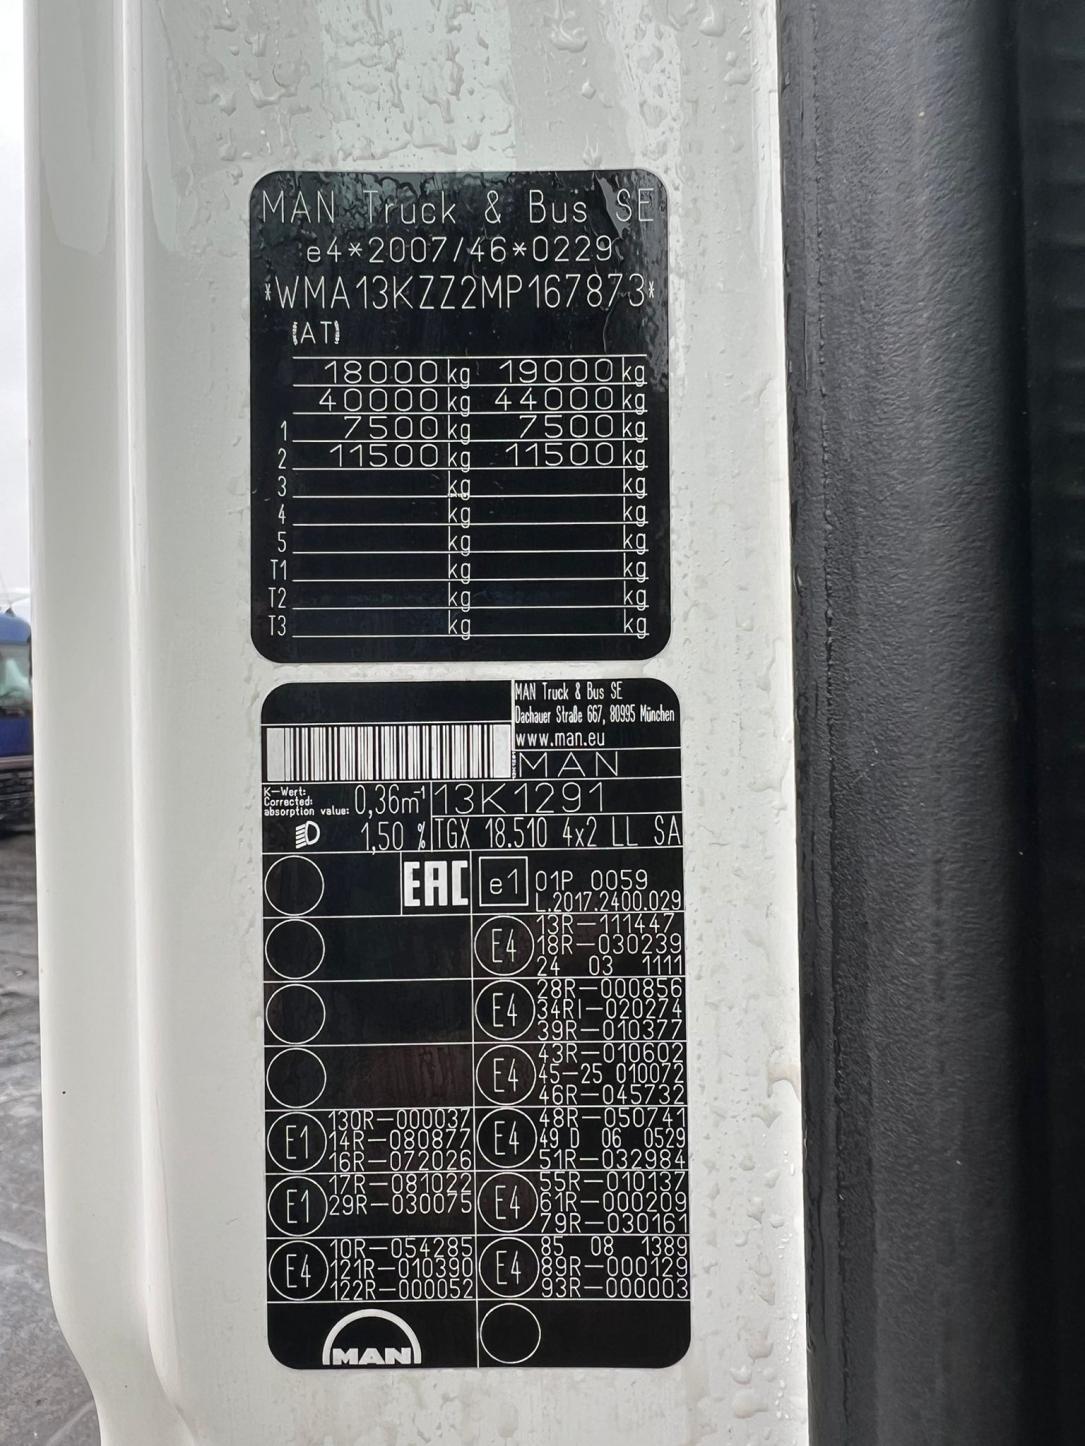 MAN Truck & Bus SE
e4*2007/46*0229
*WMA13KZZ2MP167873*
(AT)
18000 kg 19000 kg
40000 kg 44000 kg
1 7500 kg 7500 kg
2 11500 kg 11500 kg
3 kg kg
4 kg kg
5 kg kg
T1 kg kg
T2 kg kg
T3 kg kg
MAN Truck & Bus SE
Dachauer Straße 667, 80995 München
www.man.eu
MAN
K-Wert:
Corrected:
absorption value: 0,36m-1 13K1291
1,50 % TGX 18.510 4x2 LL SA
EAC e1 01P 0059
L.2017.2400.029
E4 13R-111447
18R-030239
24 03 1111
E4 28R-000856
34RI-020274
39R-010377
E4 43R-010602
45-25 010072
46R-045732
E1 130R-000037
14R-080877
16R-072026
E4 48R-050741
49 D 06 0529
51R-032984
E1 17R-081022
29R-030075
E4 55R-010137
61R-000209
79R-030161
E4 10R-054285
121R-010390
122R-000052
E4 85 08 1389
89R-000129
93R-000003
MAN